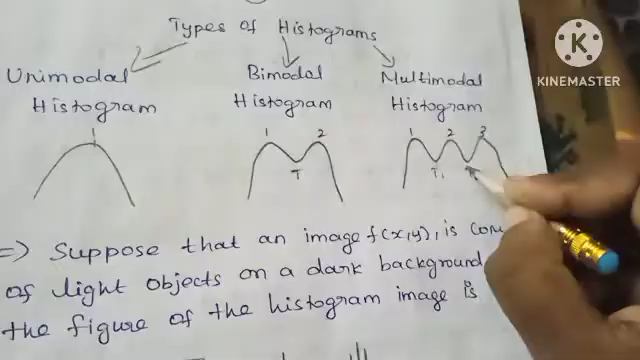 Types of Histograms
Unimodal Histogram
Bimodal Histogram
Multimodal Histogram
1
1 2
1 2 3
T
T1
=> Suppose that an image f(x,y), is
of light objects on a dark background
the figure of the histogram image is
K
KINEMASTER